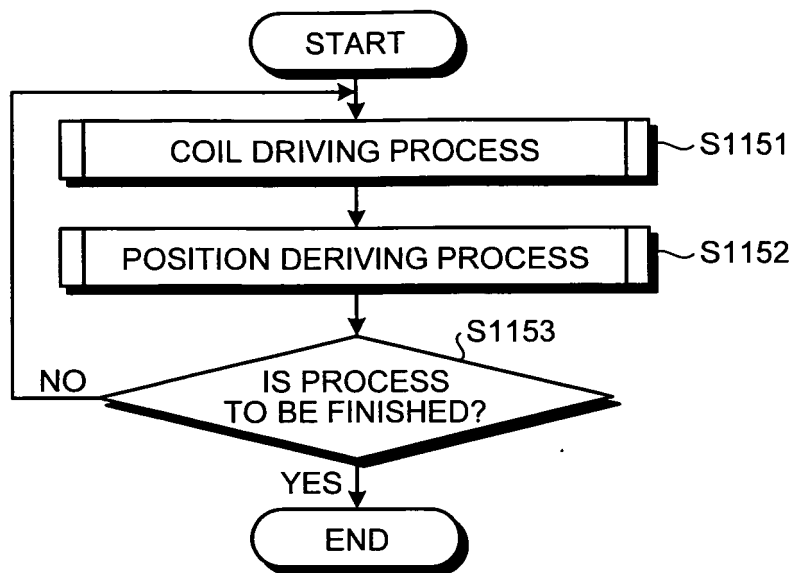 START
COIL DRIVING PROCESS
S1151
POSITION DERIVING PROCESS
S1152
S1153
NO
IS PROCESS
TO BE FINISHED?
YES
END